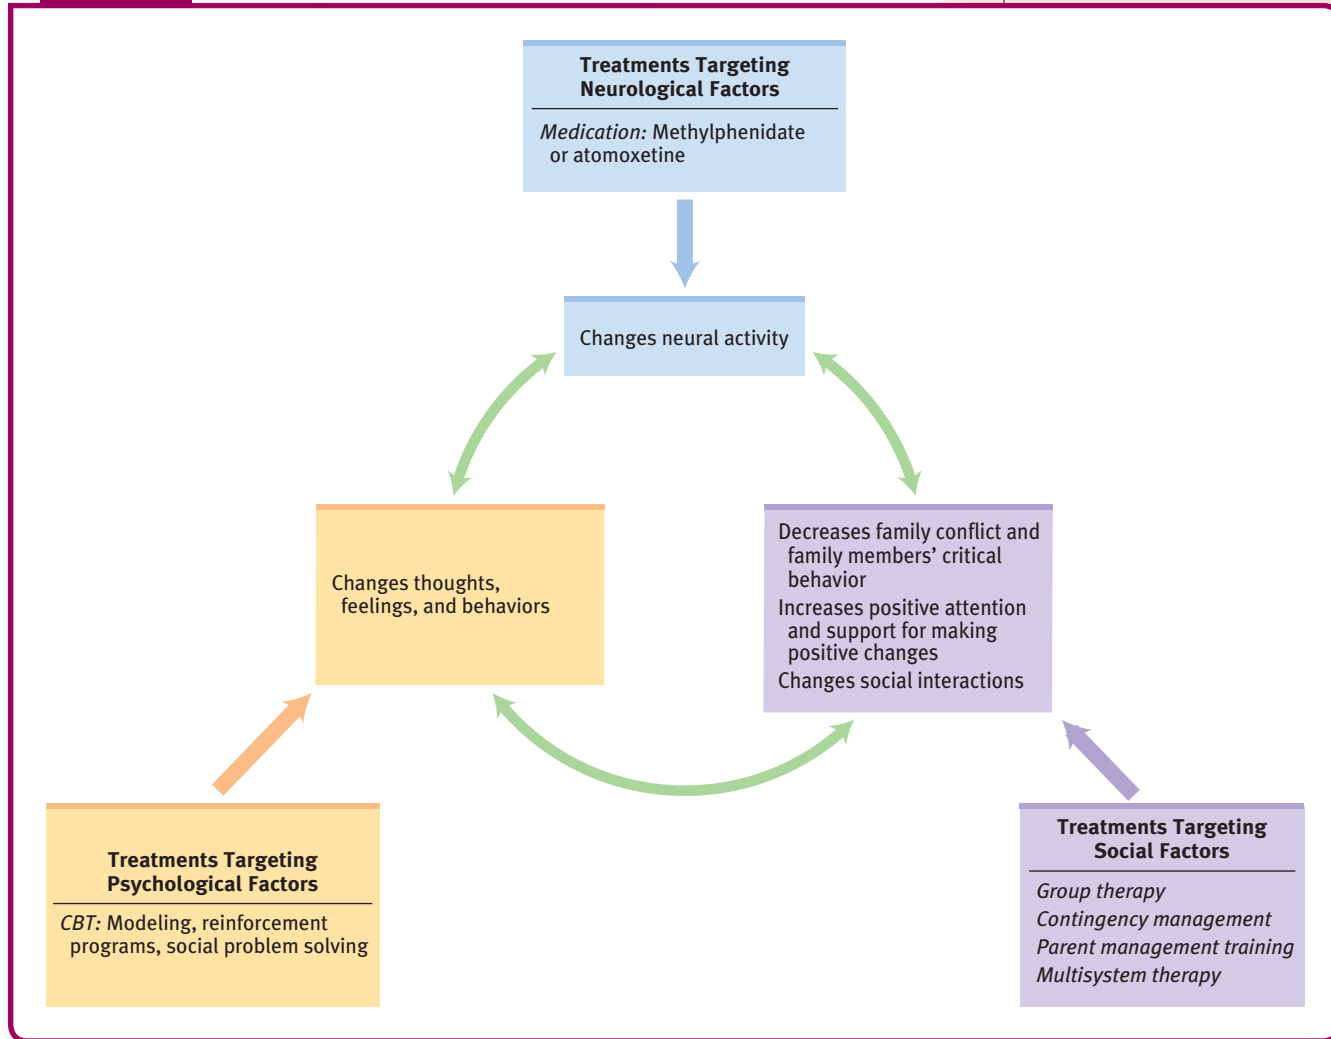 Treatments Targeting
Neurological Factors
Medication: Methylphenidate
or atomoxetine
Changes neural activity
Changes thoughts,
feelings, and behaviors
Decreases family conflict and
family members’ critical
behavior
Increases positive attention
and support for making
positive changes
Changes social interactions
Treatments Targeting
Psychological Factors
CBT: Modeling, reinforcement
programs, social problem solving
Treatments Targeting
Social Factors
Group therapy
Contingency management
Parent management training
Multisystem therapy